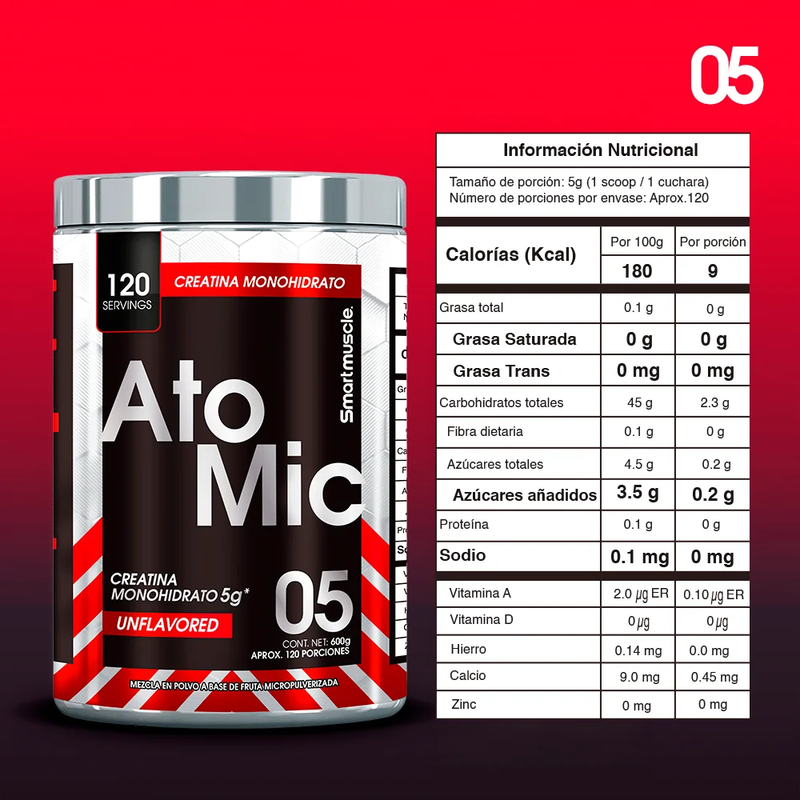 05
120
SERVINGS
CREATINA MONOHIDRATO
Smartmuscle.
Ato
Mic
CREATINA
MONOHIDRATO 5g*
UNFLAVORED
05
CONT. NET: 600g
APROX. 120 PORCIONES
MEZCLA EN POLVO A BASE DE FRUTA MICROPULVERIZADA
Información Nutricional
Tamaño de porción: 5g (1 scoop / 1 cuchara)
Número de porciones por envase: Aprox.120
Calorías (Kcal) Por 100g Por porción
180 9
Grasa total 0.1 g 0 g
Grasa Saturada 0 g 0 g
Grasa Trans 0 mg 0 mg
Carbohidratos totales 45 g 2.3 g
Fibra dietaria 0.1 g 0 g
Azúcares totales 4.5 g 0.2 g
Azúcares añadidos 3.5 g 0.2 g
Proteína 0.1 g 0 g
Sodio 0.1 mg 0 mg
Vitamina A 2.0 µg ER 0.10 µg ER
Vitamina D 0 µg 0 µg
Hierro 0.14 mg 0.0 mg
Calcio 9.0 mg 0.45 mg
Zinc 0 mg 0 mg